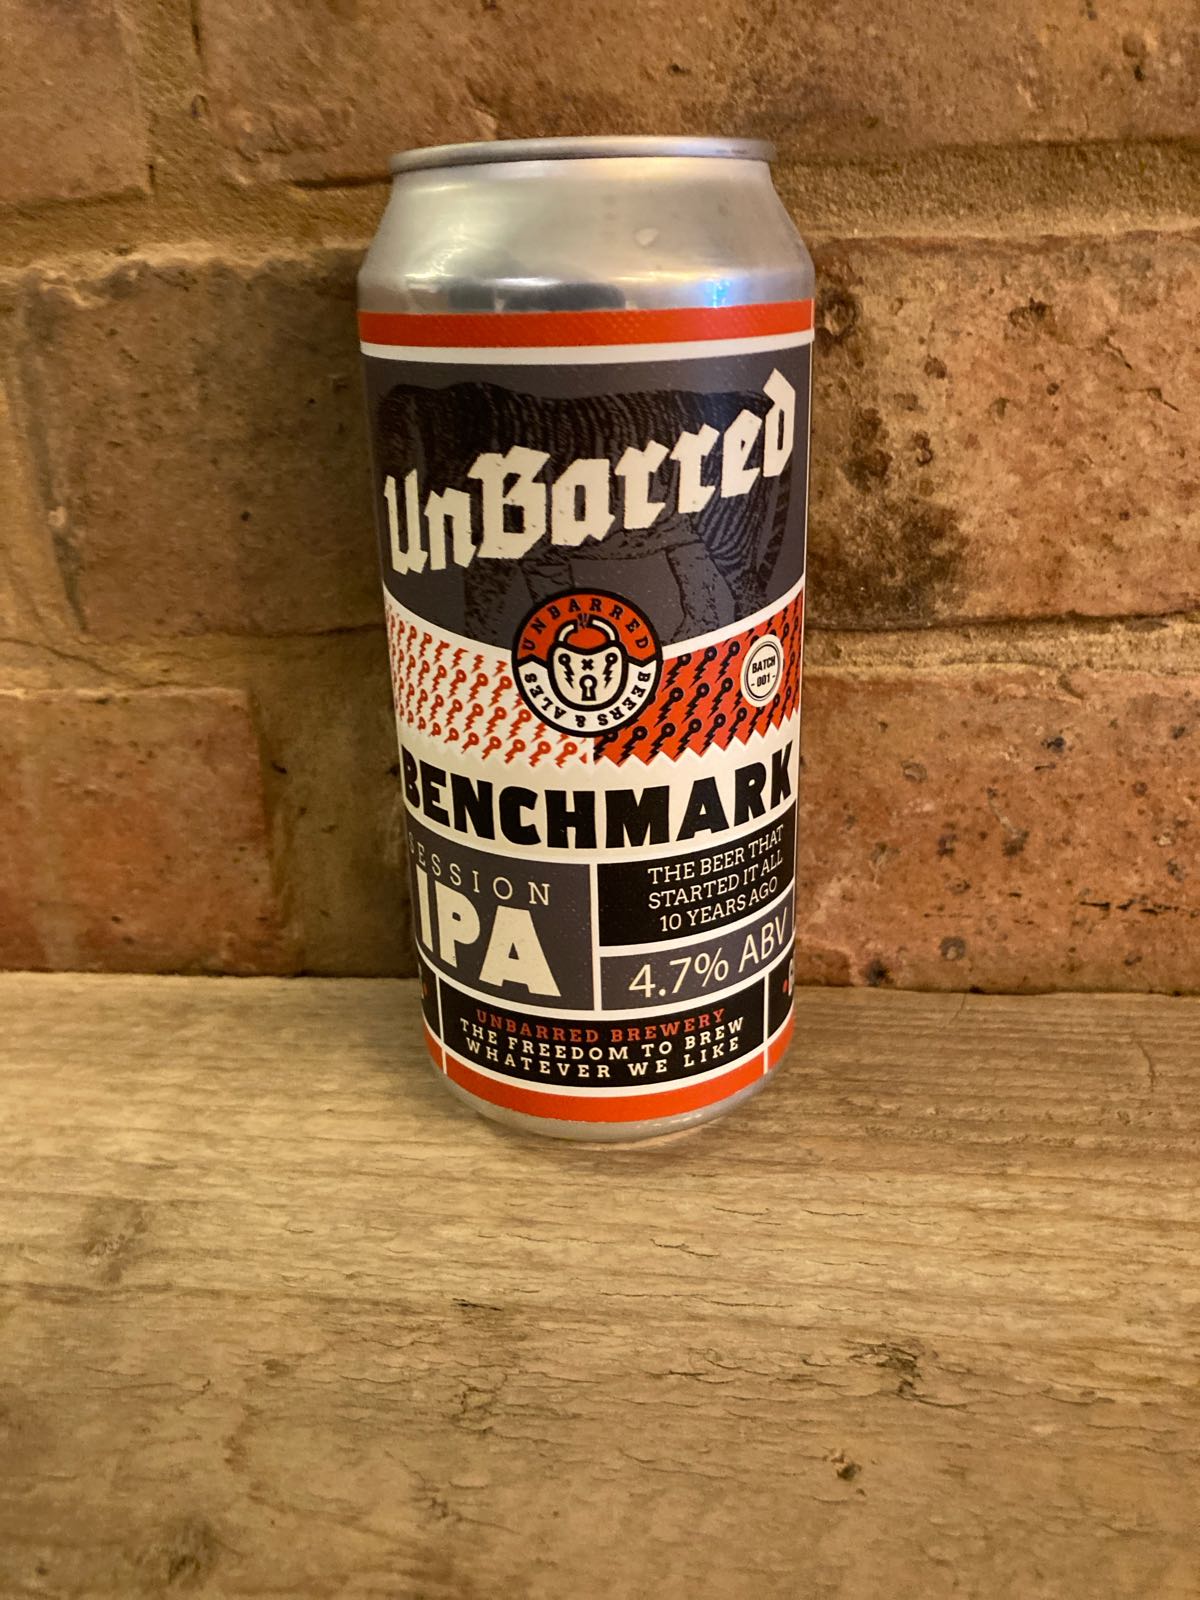 UnBarred
UNBARRED
BEERS & ALES
BATCH
- 001 -
BENCHMARK
SESSION
IPA
THE BEER THAT
STARTED IT ALL
10 YEARS AGO
4.7% ABV
UNBARRED BREWERY
THE FREEDOM TO BREW
WHATEVER WE LIKE